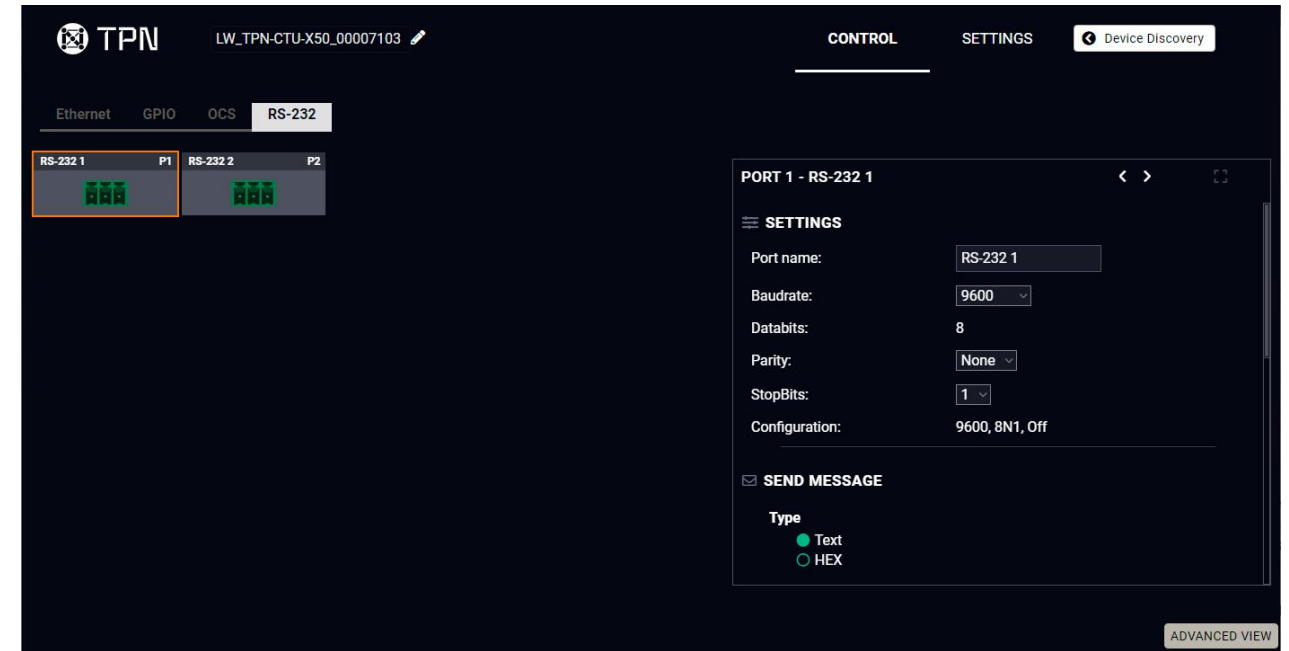 TPN LW_TPN-CTU-X50_00007103 CONTROL SETTINGS Device Discovery
Ethernet GPIO OCS RS-232
RS-232 1 P1 RS-232 2 P2
PORT 1 - RS-232 1
SETTINGS
Port name: RS-232 1
Baudrate: 9600
Databits: 8
Parity: None
StopBits: 1
Configuration: 9600, 8N1, Off
SEND MESSAGE
Type
Text
HEX
ADVANCED VIEW